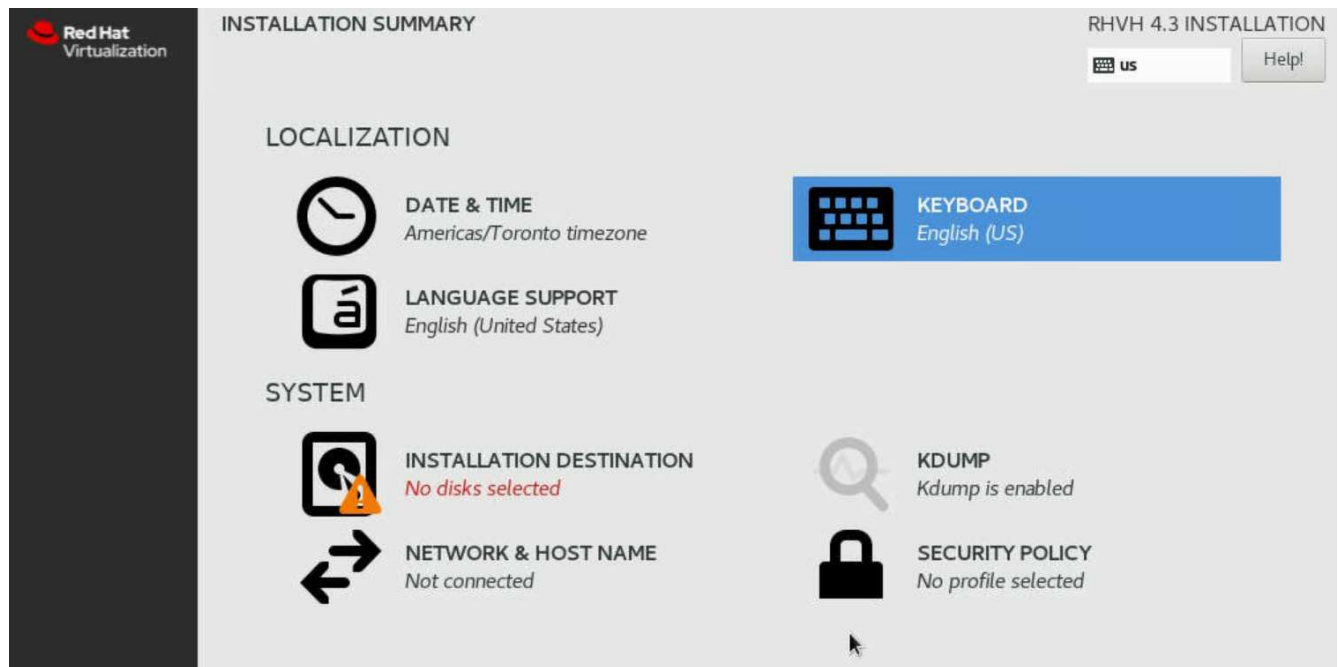 Red Hat
Virtualization
INSTALLATION SUMMARY
RHVH 4.3 INSTALLATION
us
Help!
LOCALIZATION
DATE & TIME
Americas/Toronto timezone
KEYBOARD
English (US)
á
LANGUAGE SUPPORT
English (United States)
SYSTEM
INSTALLATION DESTINATION
No disks selected
KDUMP
Kdump is enabled
NETWORK & HOST NAME
Not connected
SECURITY POLICY
No profile selected